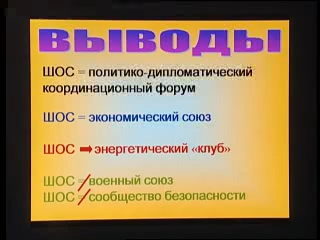 ВЫВОДЫ
ШОС = политико-дипломатический
координационный форум
ШОС = экономический союз
ШОС ➡ энергетический «клуб»
ШОС ≠ военный союз
ШОС ≠ сообщество безопасности